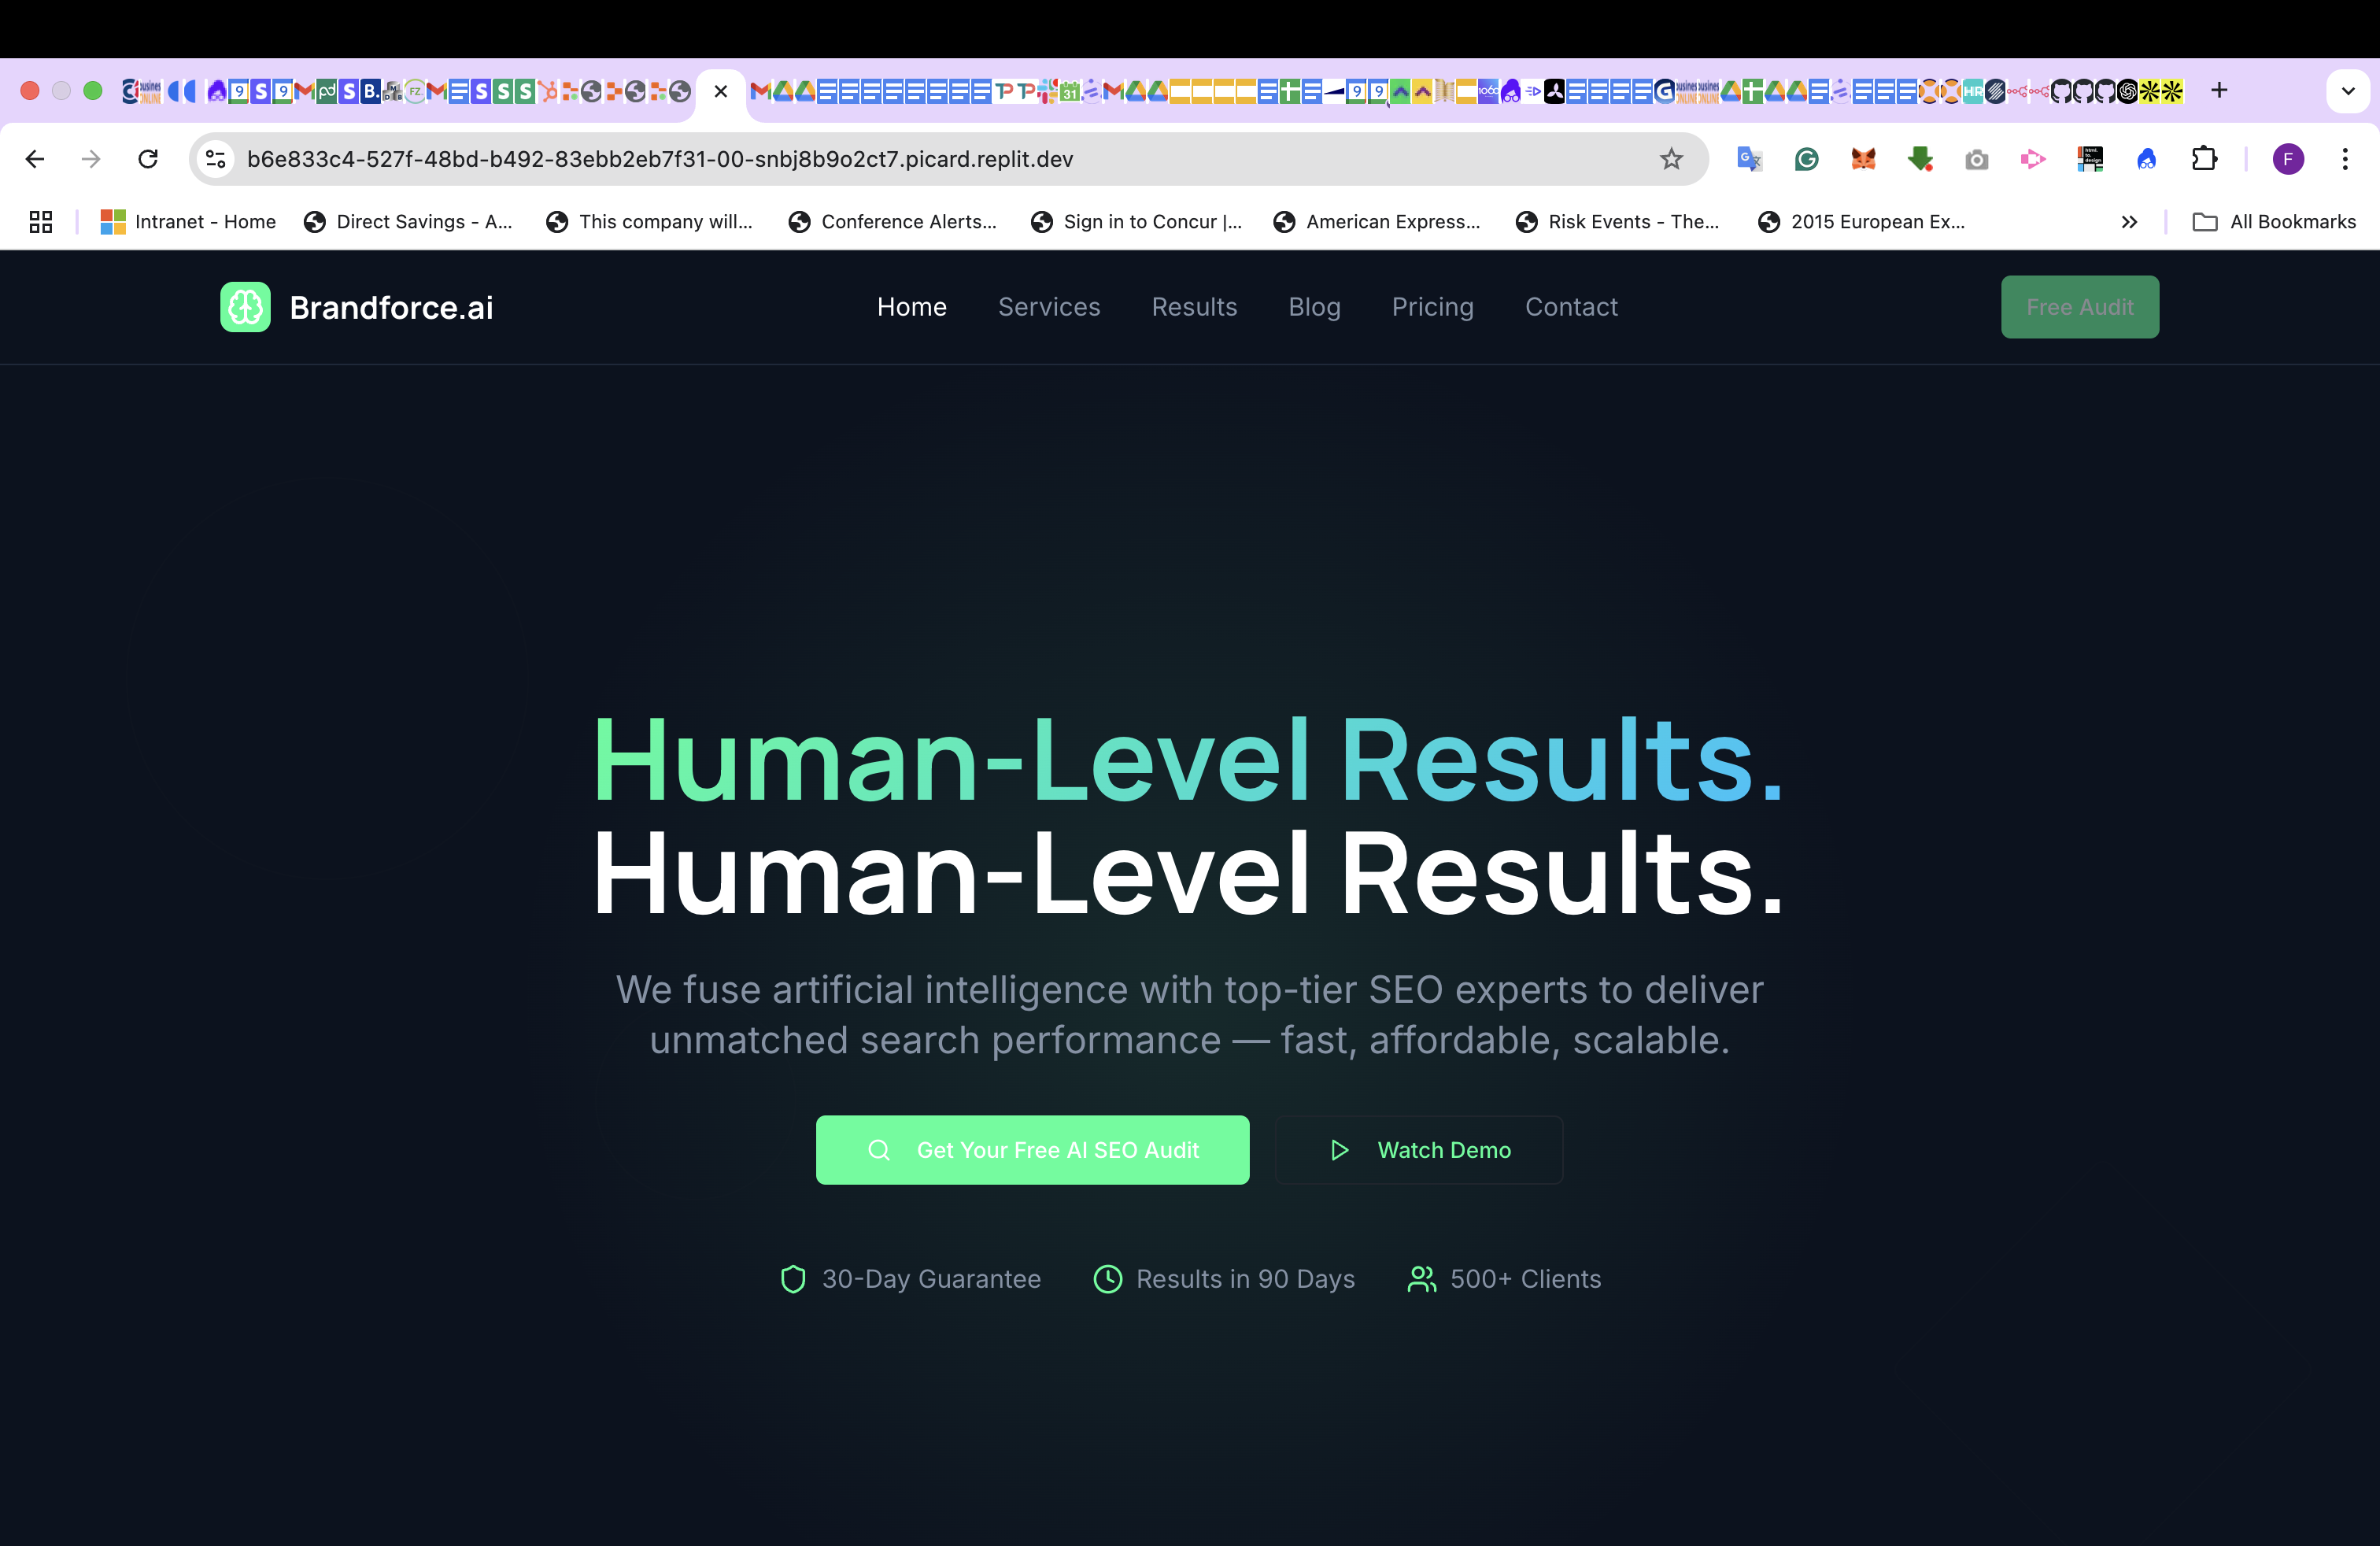 b6e833c4-527f-48bd-b492-83ebb2eb7f31-00-snbj8b9o2ct7.picard.replit.dev
F
Intranet - Home
Direct Savings - A...
This company will...
Conference Alerts...
Sign in to Concur |...
American Express...
Risk Events - The...
2015 European Ex...
All Bookmarks
Brandforce.ai
Home
Services
Results
Blog
Pricing
Contact
Free Audit
Human-Level Results.
Human-Level Results.
We fuse artificial intelligence with top-tier SEO experts to deliver
unmatched search performance — fast, affordable, scalable.
Get Your Free AI SEO Audit
Watch Demo
30-Day Guarantee
Results in 90 Days
500+ Clients